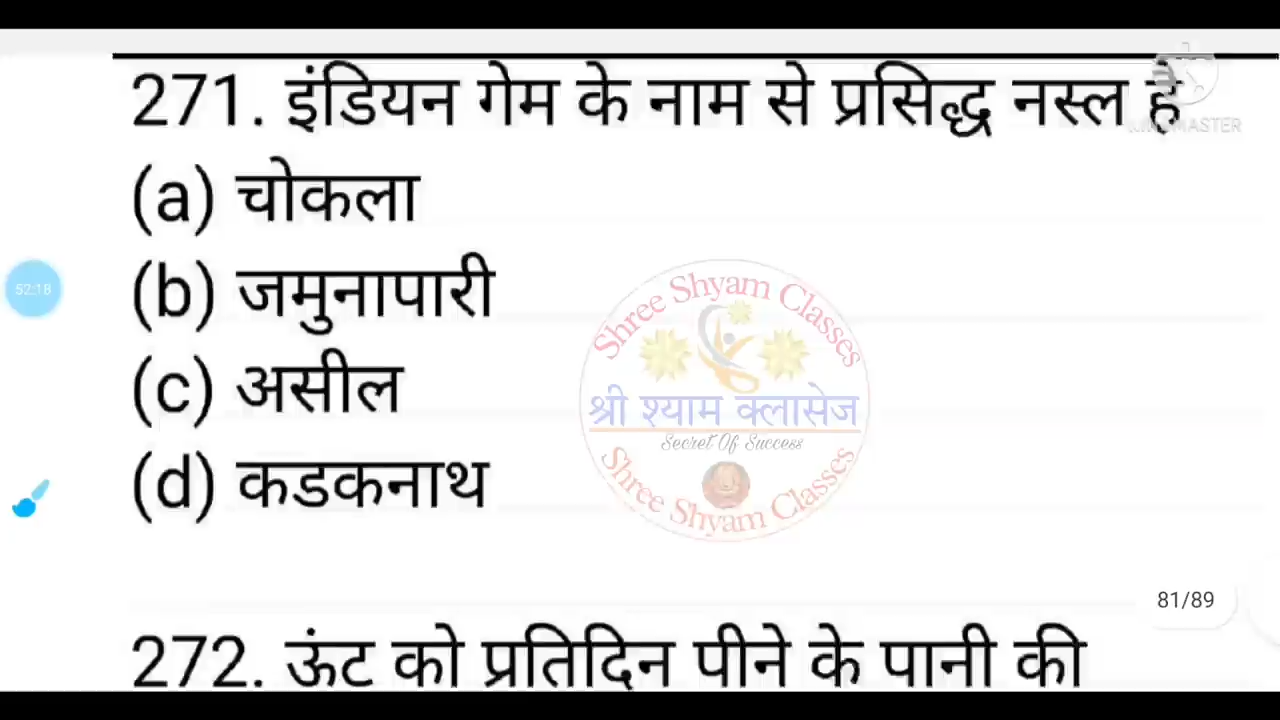 271. इंडियन गेम के नाम से प्रसिद्ध नस्ल है
KINEMASTER
(a) चोकला
(b) जमुनापारी
52:18
(c) असील
(d) कडकनाथ
Shree Shyam Classes
श्री श्याम क्लासेज
Secret Of Success
Shree Shyam Classes
81/89
272. ऊंट को प्रतिदिन पीने के पानी की